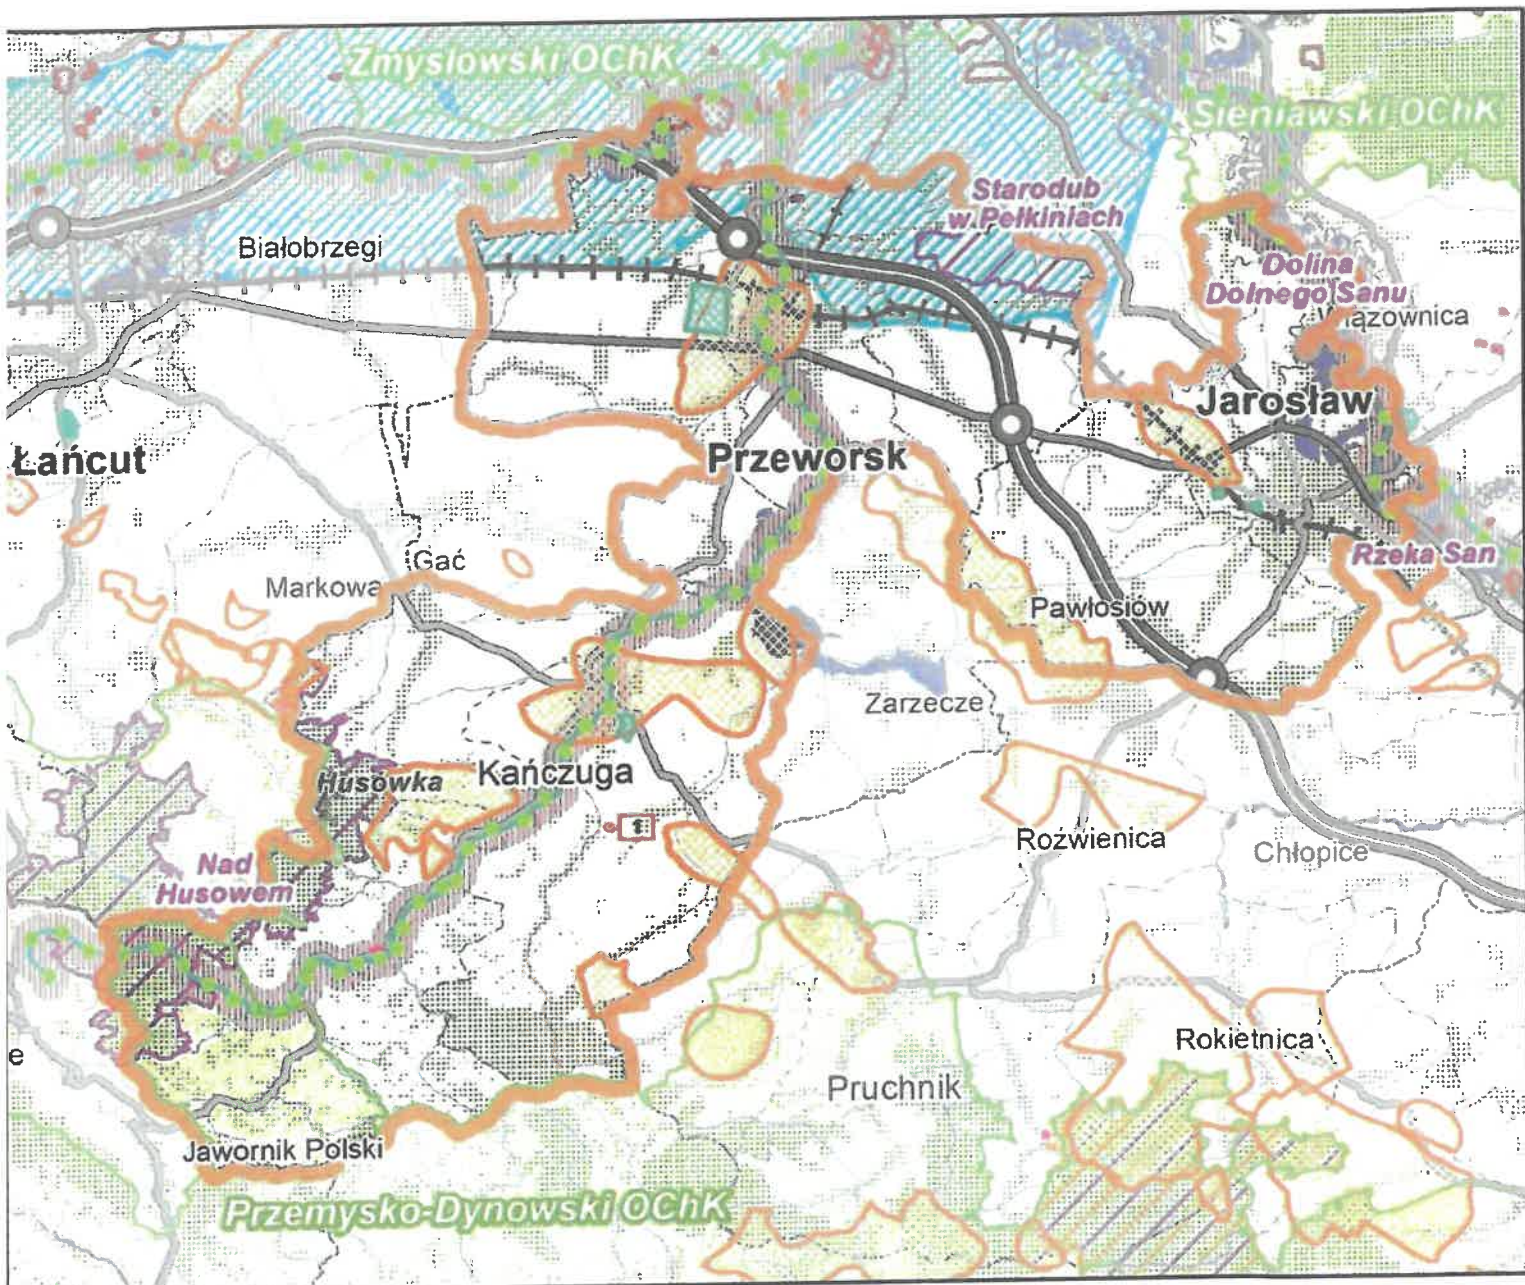 Zmysłowski OChK
Sieniawski OChK
Starodub
w Pełkiniach
Białobrzegi
Dolina
Dolnego Sanu
Wiązownica
Jarosław
Łańcut
Przeworsk
Rzeka San
Gać
Markowa
Pawłosiów
Zarzecze
Husówka
Kańczuga
Roźwienica
Chłopice
Nad
Husowem
Rokietnica
e
Pruchnik
Jawornik Polski
Przemysko-Dynowski OChK